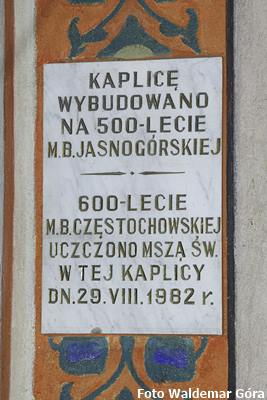 KAPLICĘ
WYBUDOWANO
NA 500-LECIE
M.B. JASNOGÓRSKIEJ
600-LECIE
M.B. CZĘSTOCHOWSKIEJ
UCZCZONO MSZĄ ŚW.
W TEJ KAPLICY
DN. 29. VIII. 1982 r.
Foto Waldemar Góra